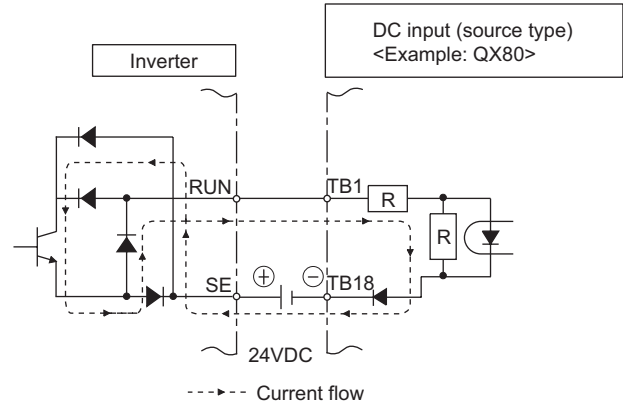 Inverter
DC input (source type)
<Example: QX80>
RUN
TB1
R
R
SE
+
−
TB18
24VDC
Current flow